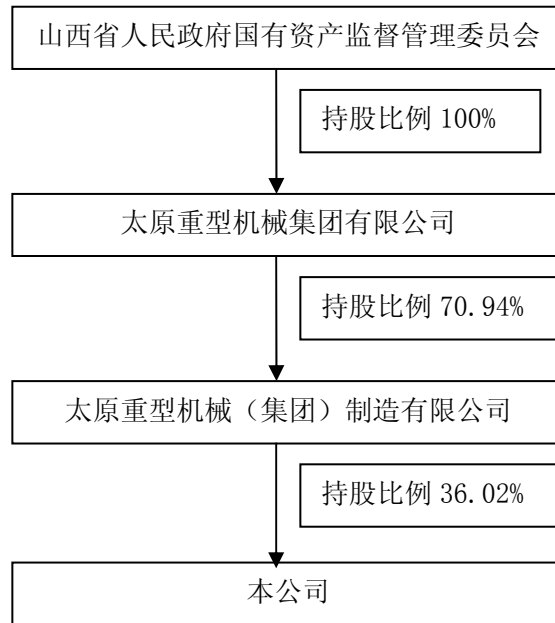 山西省人民政府国有资产监督管理委员会
持股比例 100%
太原重型机械集团有限公司
持股比例 70.94%
太原重型机械（集团）制造有限公司
持股比例 36.02%
本公司